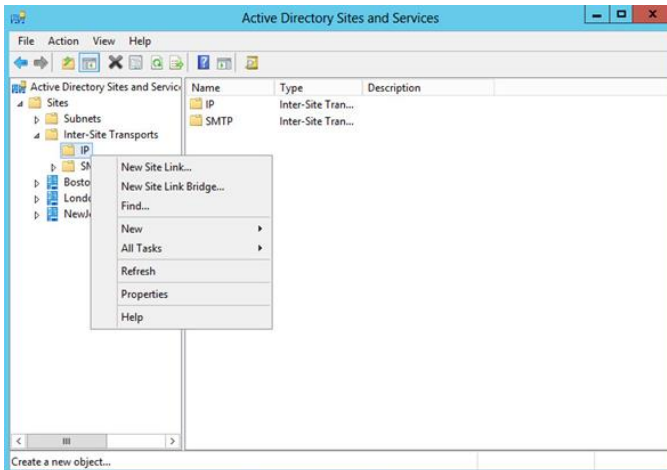 Active Directory Sites and Services
File Action View Help
Active Directory Sites and Servic
Name Type Description
Sites
IP Inter-Site Tran...
Subnets
SMTP Inter-Site Tran...
Inter-Site Transports
IP
SM
New Site Link...
Bosto
New Site Link Bridge...
Londo
Find...
NewJe
New
All Tasks
Refresh
Properties
Help
Create a new object...